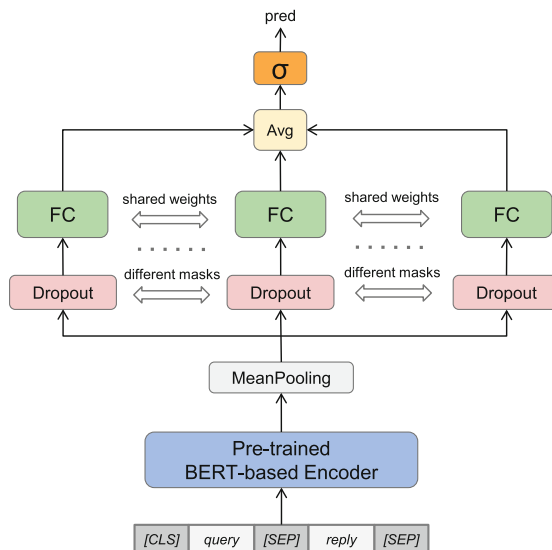 pred
σ
Avg
shared weights shared weights
FC FC FC
. . . . . . . . . . . .
different masks different masks
Dropout Dropout Dropout
MeanPooling
Pre-trained
BERT-based Encoder
[CLS] query [SEP] reply [SEP]